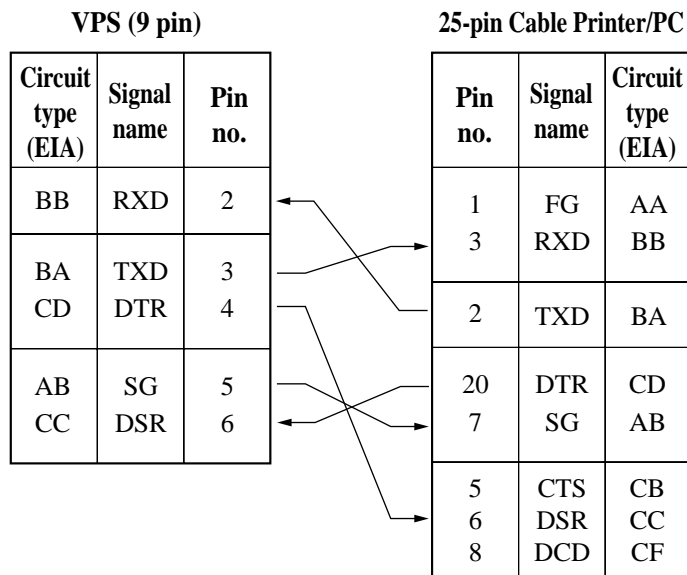 VPS (9 pin)
Circuit type (EIA) Signal name Pin no.
BB RXD 2
BA TXD 3
CD DTR 4
AB SG 5
CC DSR 6
25-pin Cable Printer/PC
Pin no. Signal name Circuit type (EIA)
1 FG AA
3 RXD BB
2 TXD BA
20 DTR CD
7 SG AB
5 CTS CB
6 DSR CC
8 DCD CF